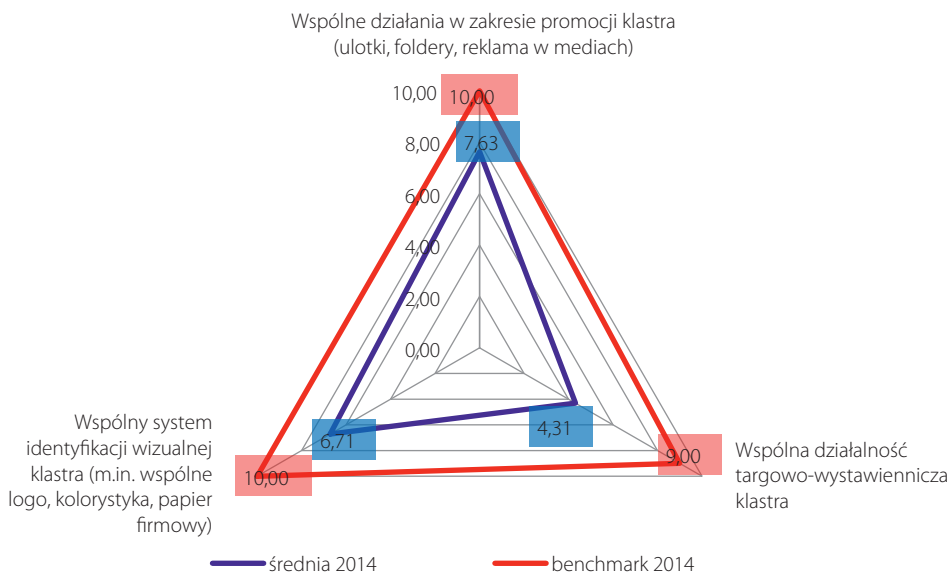 Wspólne działania w zakresie promocji klastra
(ulotki, foldery, reklama w mediach)
10,00
10,00
8,00
7,63
6,00
4,00
2,00
0,00
Wspólny system
identyfikacji wizualnej
klastra (m.in. wspólne
logo, kolorystyka, papier
firmowy)
6,71
10,00
4,31
9,00
Wspólna działalność
targowo-wystawiennicza
klastra
średnia 2014
benchmark 2014